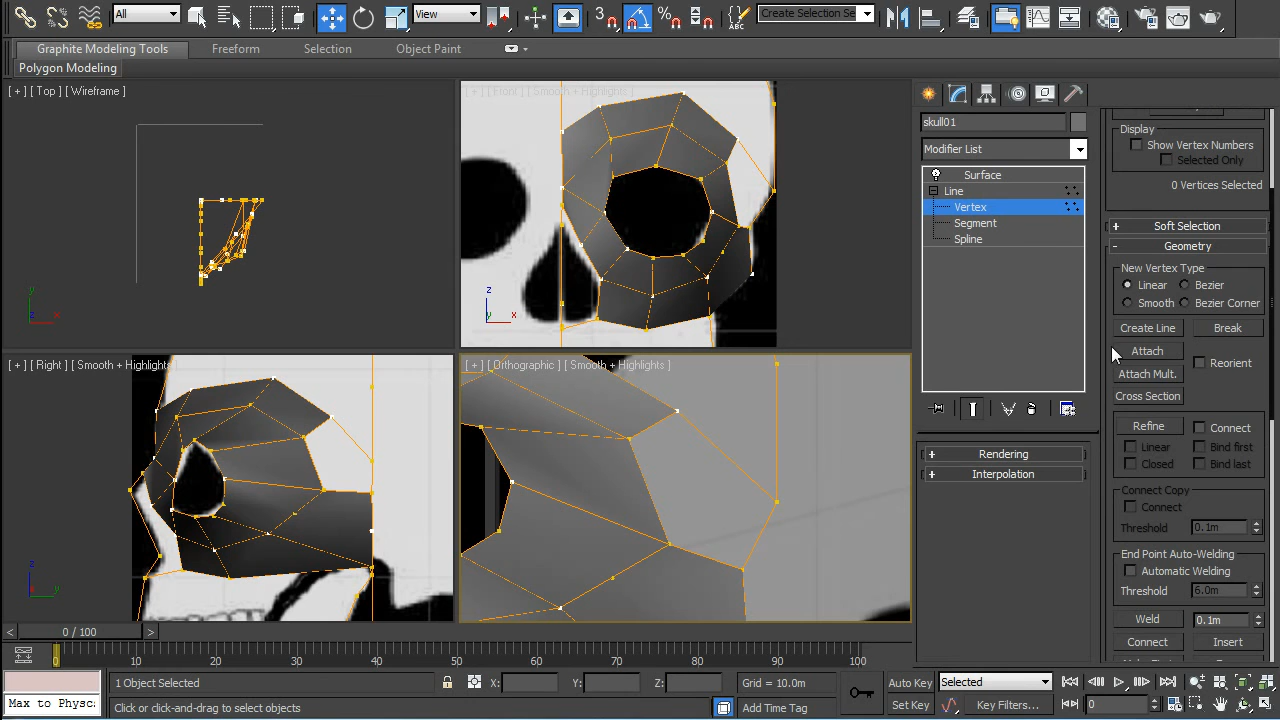 All
View
3
Create Selection Se
Graphite Modeling Tools
Freeform
Selection
Object Paint
Polygon Modeling
[ + ] [ Top ] [ Wireframe ]
[ + ] [ Front ] [ Smooth + Highlights ]
y
z x
z
y x
[ + ] [ Right ] [ Smooth + Highlights ]
[ + ] [ Orthographic ] [ Smooth + Highlights ]
z
x y
skull01
Modifier List
Surface
Line
Vertex
Segment
Spline
+ Rendering
+ Interpolation
Display
Show Vertex Numbers
Selected Only
0 Vertices Selected
+ Soft Selection
- Geometry
New Vertex Type
Linear Bezier
Smooth Bezier Corner
Create Line Break
Attach
Reorient
Attach Mult.
Cross Section
Refine Connect
Linear Bind first
Closed Bind last
Connect Copy
Connect
Threshold 0.1m
End Point Auto-Welding
Automatic Welding
Threshold 6.0m
Weld 0.1m
Connect Insert
< 0 / 100 >
0 10 20 30 40 50 60 70 80 90 100
1 Object Selected
X: Y: Z:
Grid = 10.0m
Auto Key
Selected
Max to Physc
Click or click-and-drag to select objects
Add Time Tag
Set Key
Key Filters...
0